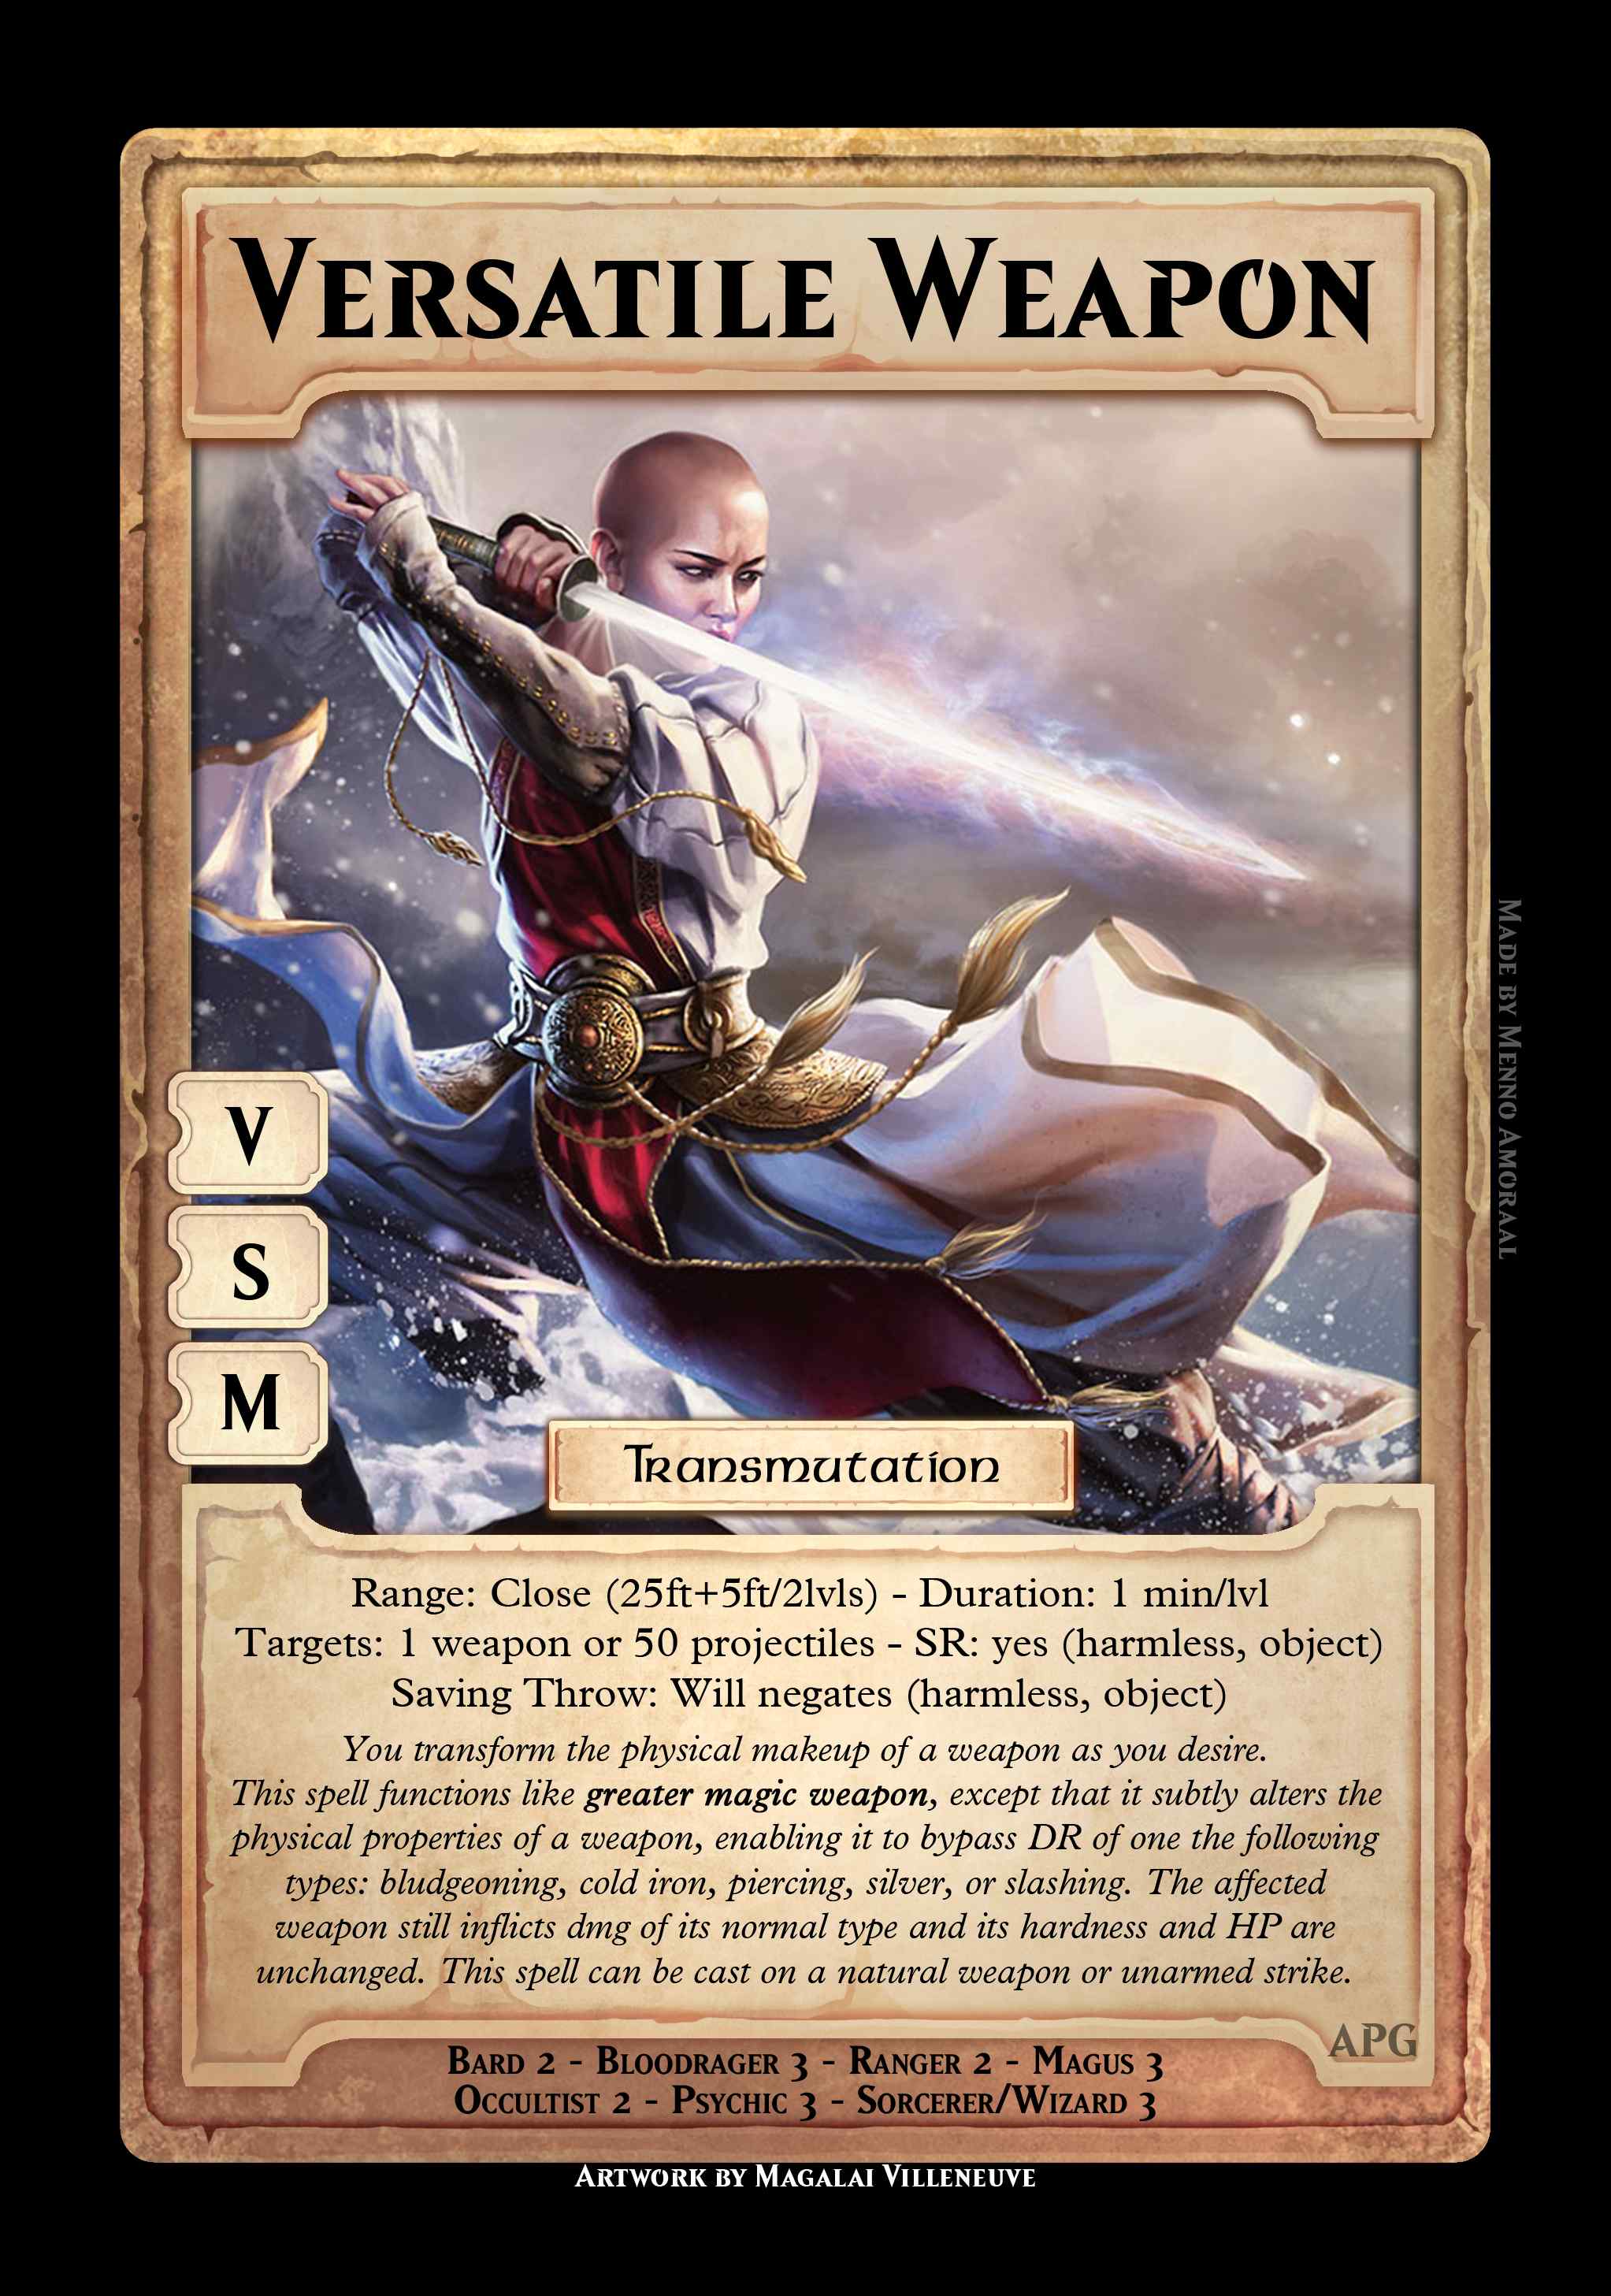 Versatile Weapon
V
S
M
Transmutation
Range: Close (25ft+5ft/2lvls) - Duration: 1 min/lvl
Targets: 1 weapon or 50 projectiles - SR: yes (harmless, object)
Saving Throw: Will negates (harmless, object)
You transform the physical makeup of a weapon as you desire.
This spell functions like greater magic weapon, except that it subtly alters the
physical properties of a weapon, enabling it to bypass DR of one the following
types: bludgeoning, cold iron, piercing, silver, or slashing. The affected
weapon still inflicts dmg of its normal type and its hardness and HP are
unchanged. This spell can be cast on a natural weapon or unarmed strike.
APG
Bard 2 - Bloodrager 3 - Ranger 2 - Magus 3
Occultist 2 - Psychic 3 - Sorcerer/Wizard 3
Artwork by Magalai Villeneuve
Made by Menno Amoraal